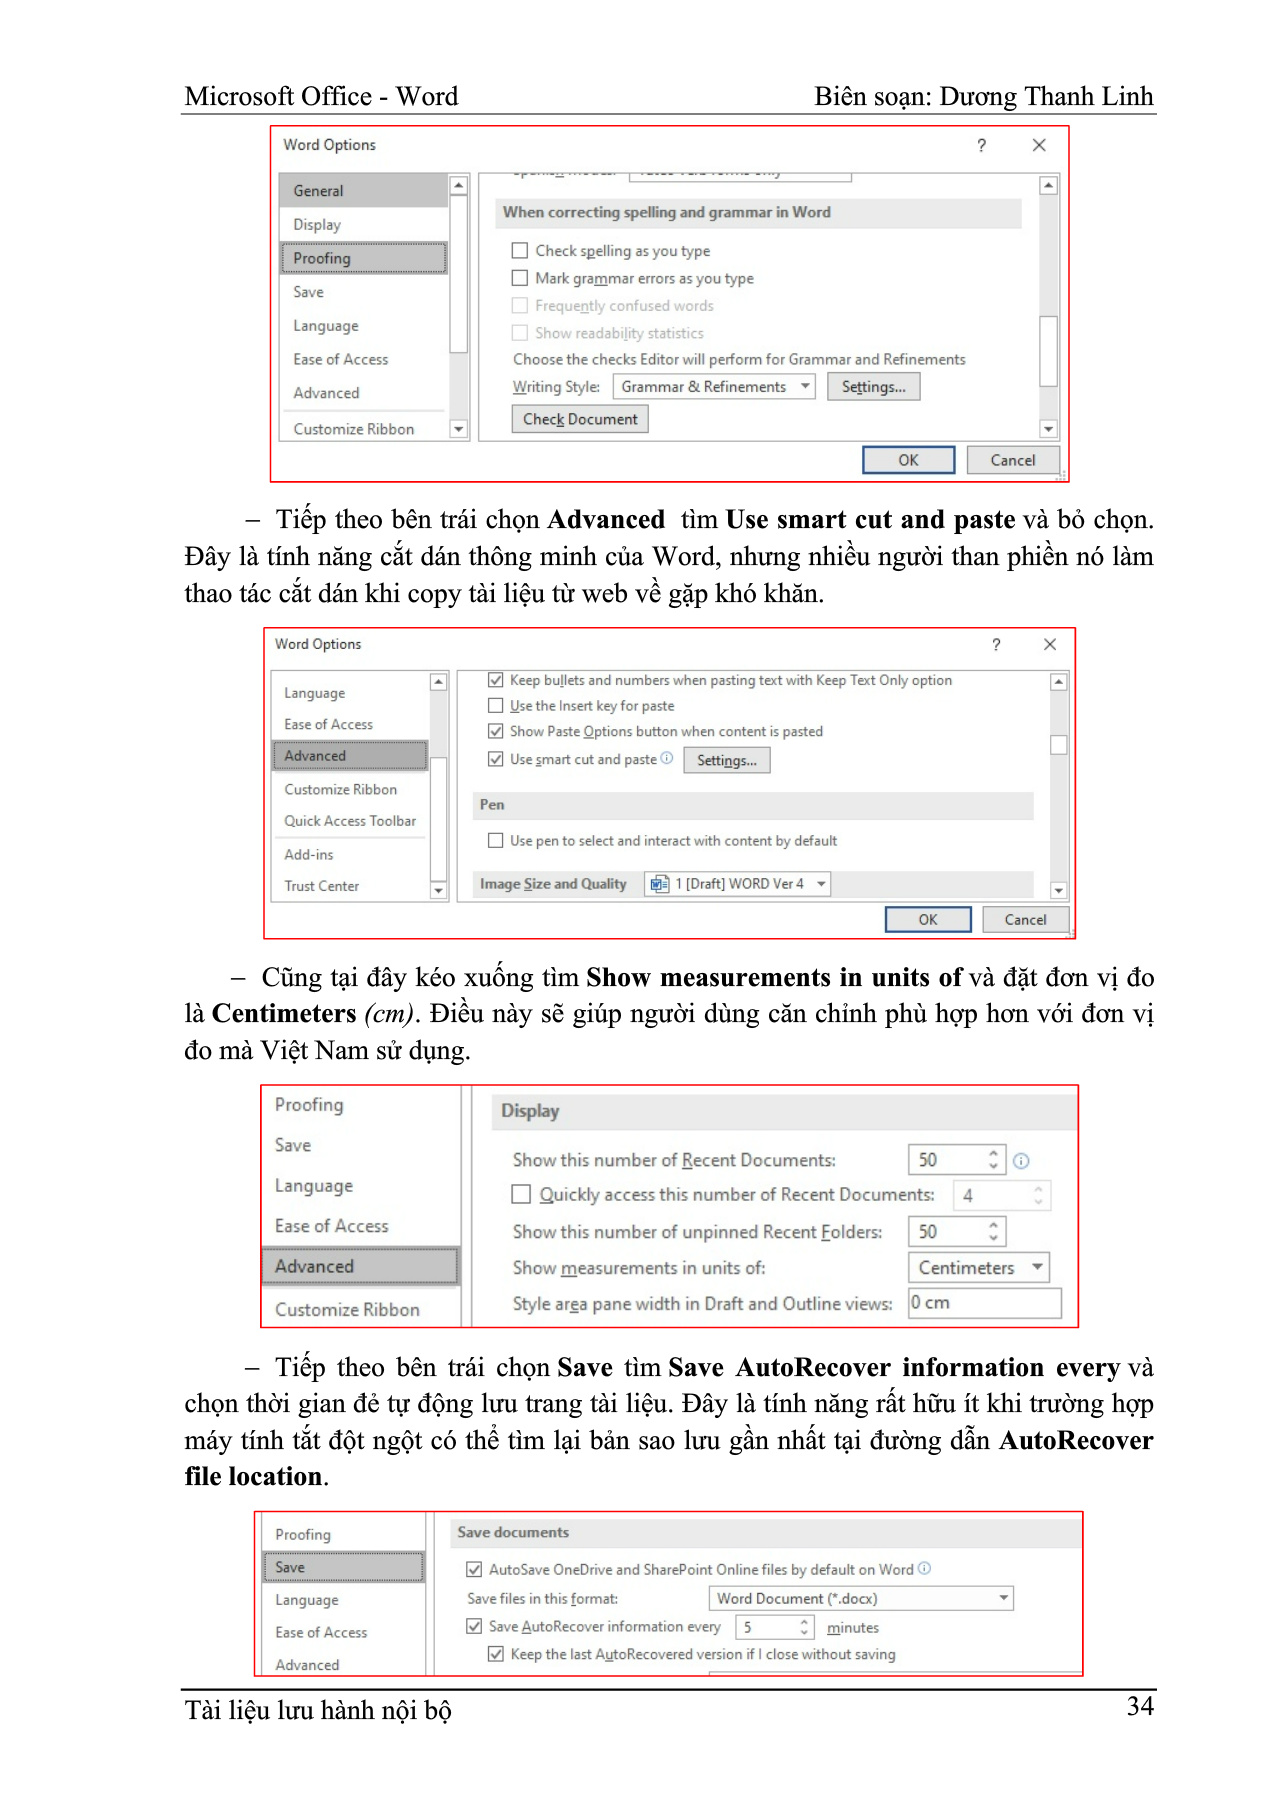 Microsoft Office - Word Biên soạn: Dương Thanh Linh
Word Options ? ×
General
Display
Proofing
Save
Language
Ease of Access
Advanced
Customize Ribbon
When correcting spelling and grammar in Word
Check spelling as you type
Mark grammar errors as you type
Frequently confused words
Show readability statistics
Choose the checks Editor will perform for Grammar and Refinements
Writing Style: Grammar & Refinements Settings...
Check Document
OK Cancel
– Tiếp theo bên trái chọn Advanced tìm Use smart cut and paste và bỏ chọn.
Đây là tính năng cắt dán thông minh của Word, nhưng nhiều người than phiền nó làm
thao tác cắt dán khi copy tài liệu từ web về gặp khó khăn.
Word Options ? ×
Language
Ease of Access
Advanced
Customize Ribbon
Quick Access Toolbar
Add-ins
Trust Center
Keep bullets and numbers when pasting text with Keep Text Only option
Use the Insert key for paste
Show Paste Options button when content is pasted
Use smart cut and paste Settings...
Pen
Use pen to select and interact with content by default
Image Size and Quality 1 [Draft] WORD Ver 4
OK Cancel
– Cũng tại đây kéo xuống tìm Show measurements in units of và đặt đơn vị đo
là Centimeters (cm). Điều này sẽ giúp người dùng căn chỉnh phù hợp hơn với đơn vị
đo mà Việt Nam sử dụng.
Proofing
Save
Language
Ease of Access
Advanced
Customize Ribbon
Display
Show this number of Recent Documents: 50
Quickly access this number of Recent Documents: 4
Show this number of unpinned Recent Folders: 50
Show measurements in units of: Centimeters
Style area pane width in Draft and Outline views: 0 cm
– Tiếp theo bên trái chọn Save tìm Save AutoRecover information every và
chọn thời gian đẻ tự động lưu trang tài liệu. Đây là tính năng rất hữu ít khi trường hợp
máy tính tắt đột ngột có thể tìm lại bản sao lưu gần nhất tại đường dẫn AutoRecover
file location.
Proofing
Save
Language
Ease of Access
Advanced
Save documents
AutoSave OneDrive and SharePoint Online files by default on Word
Save files in this format: Word Document (*.docx)
Save AutoRecover information every 5 minutes
Keep the last AutoRecovered version if I close without saving
Tài liệu lưu hành nội bộ 34